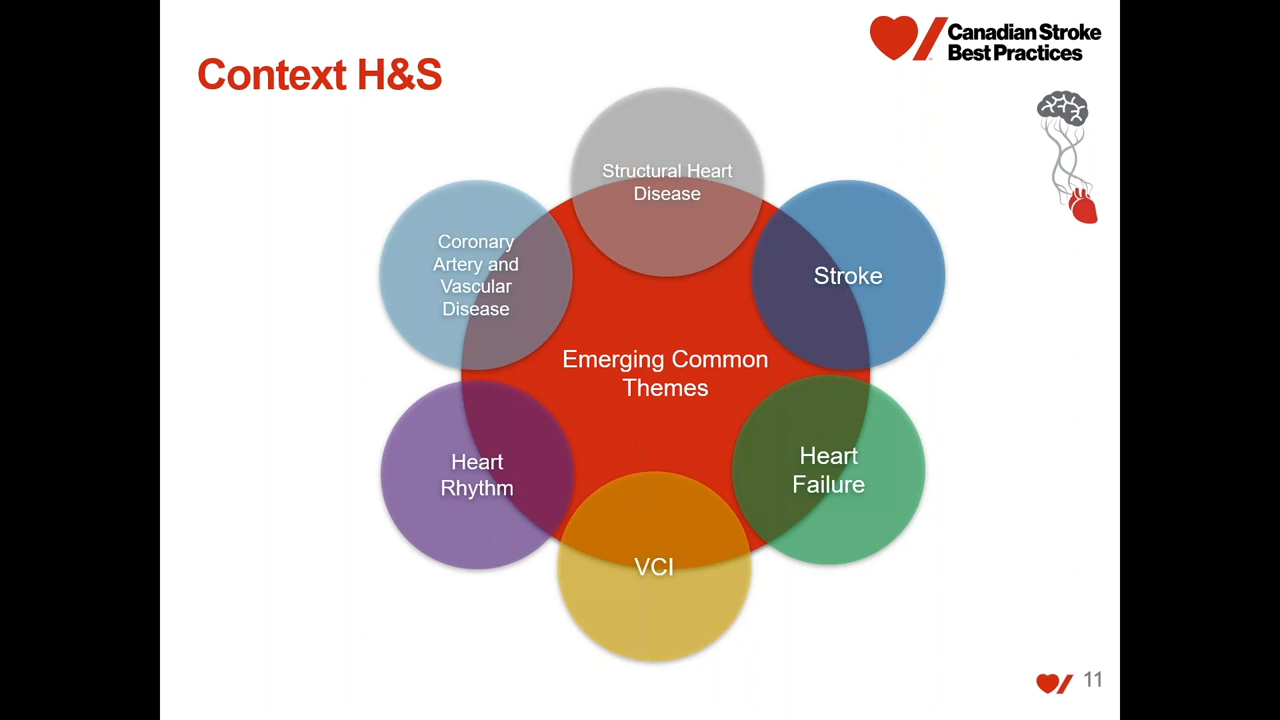 Canadian Stroke
Best Practices
Context H&S
Structural Heart
Disease
Coronary
Artery and
Vascular
Disease
Stroke
Emerging Common
Themes
Heart
Rhythm
Heart
Failure
VCI
11